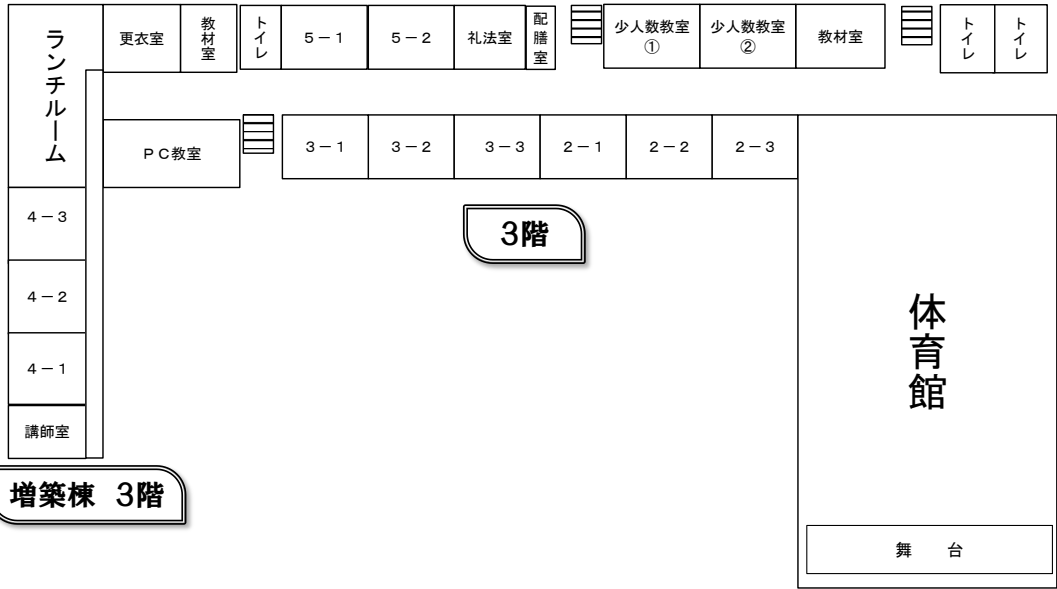 ランチルーム
更衣室
教材室
トイレ
5－1
5－2
礼法室
配膳室
少人数教室
①
少人数教室
②
教材室
トイレ
トイレ
PC教室
3－1
3－2
3－3
2－1
2－2
2－3
4－3
4－2
4－1
講師室
3階
体育館
増築棟 3階
舞 台